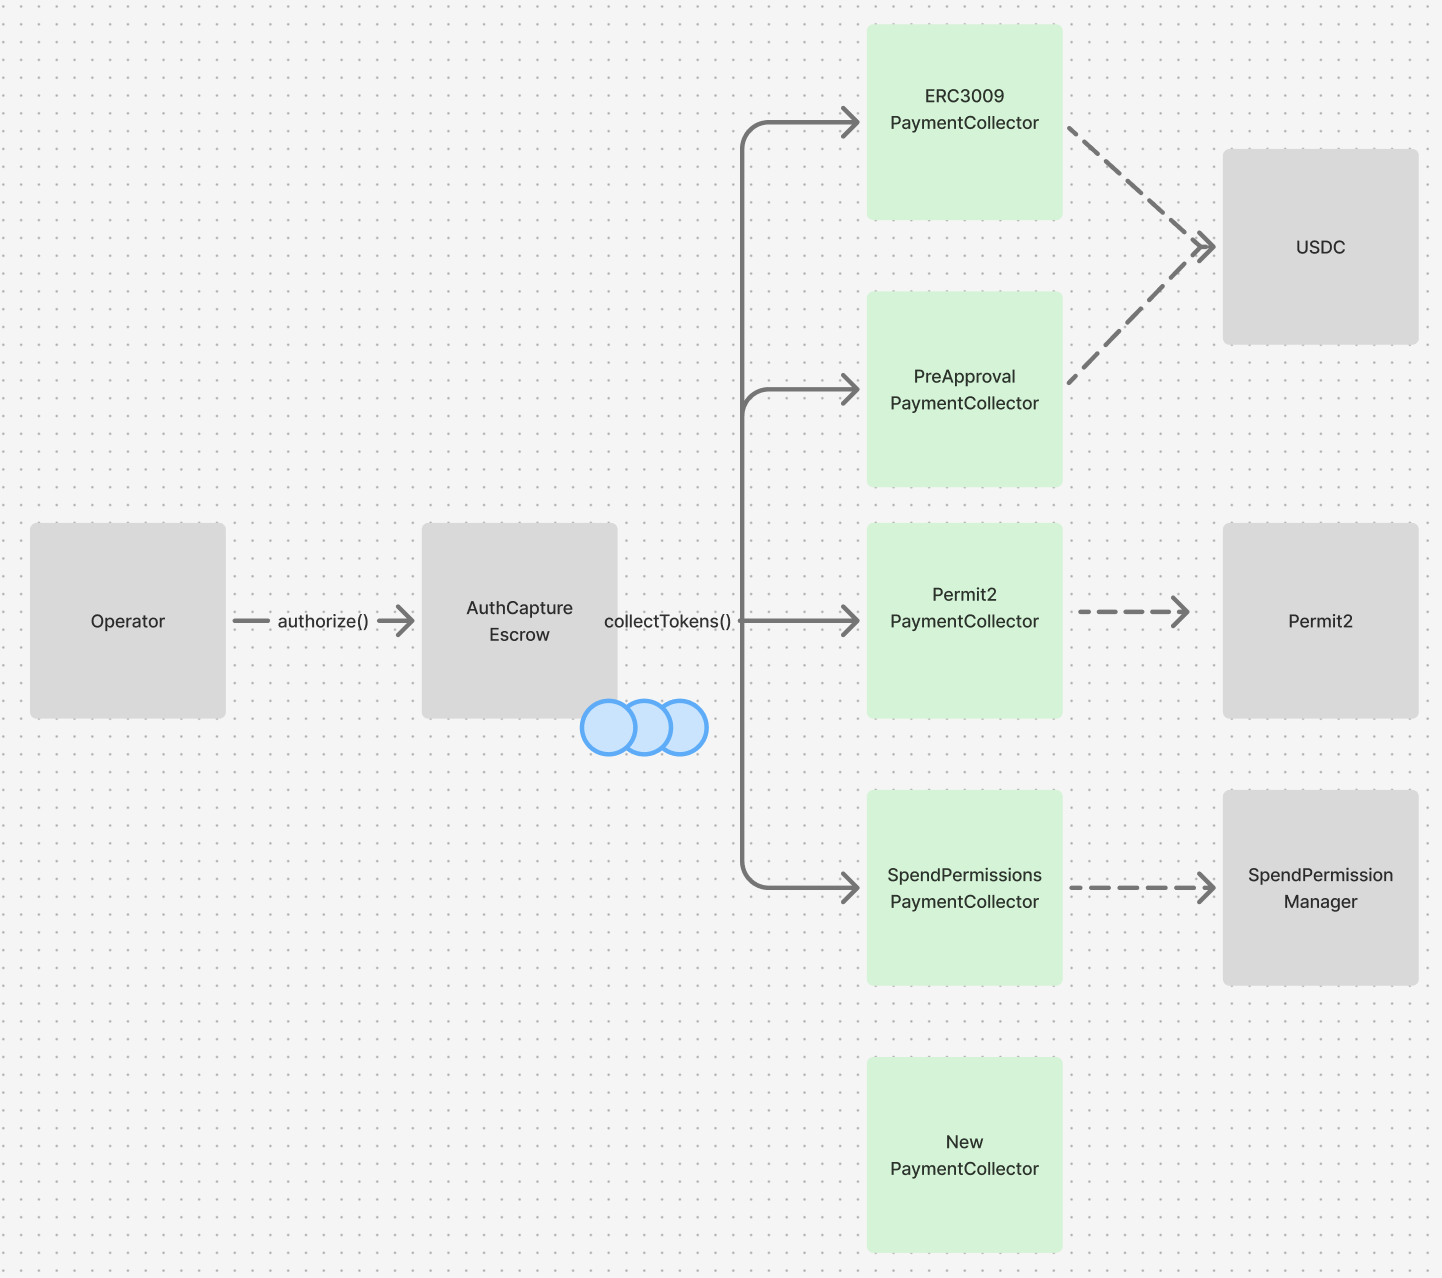 ERC3009
PaymentCollector
USDC
PreApproval
PaymentCollector
Operator
authorize()
AuthCapture
Escrow
collectTokens()
Permit2
PaymentCollector
Permit2
SpendPermissions
PaymentCollector
SpendPermission
Manager
New
PaymentCollector